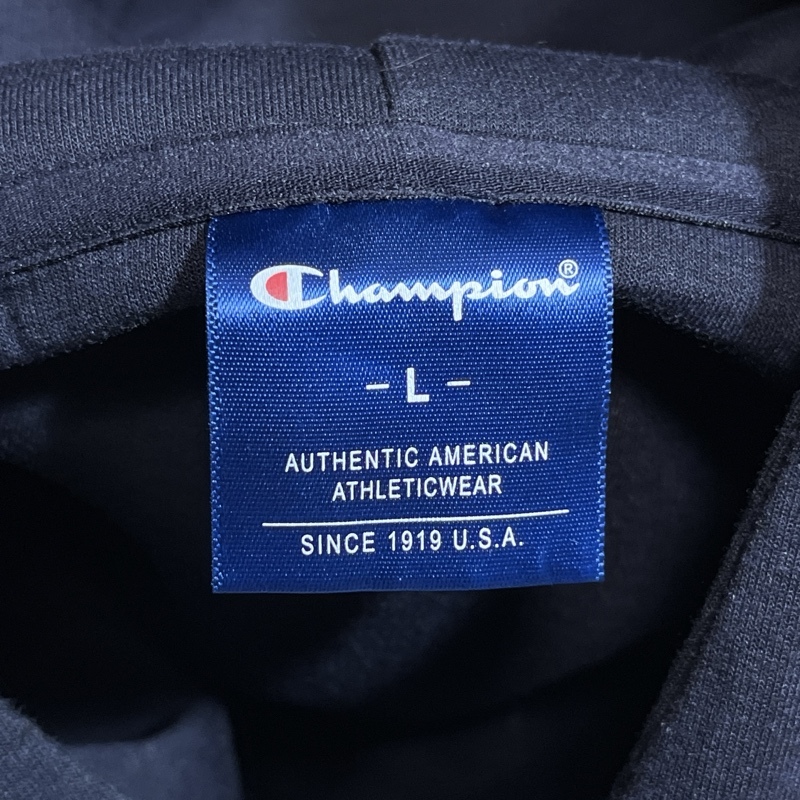 Champion®
- L -
AUTHENTIC AMERICAN
ATHLETICWEAR
SINCE 1919 U.S.A.